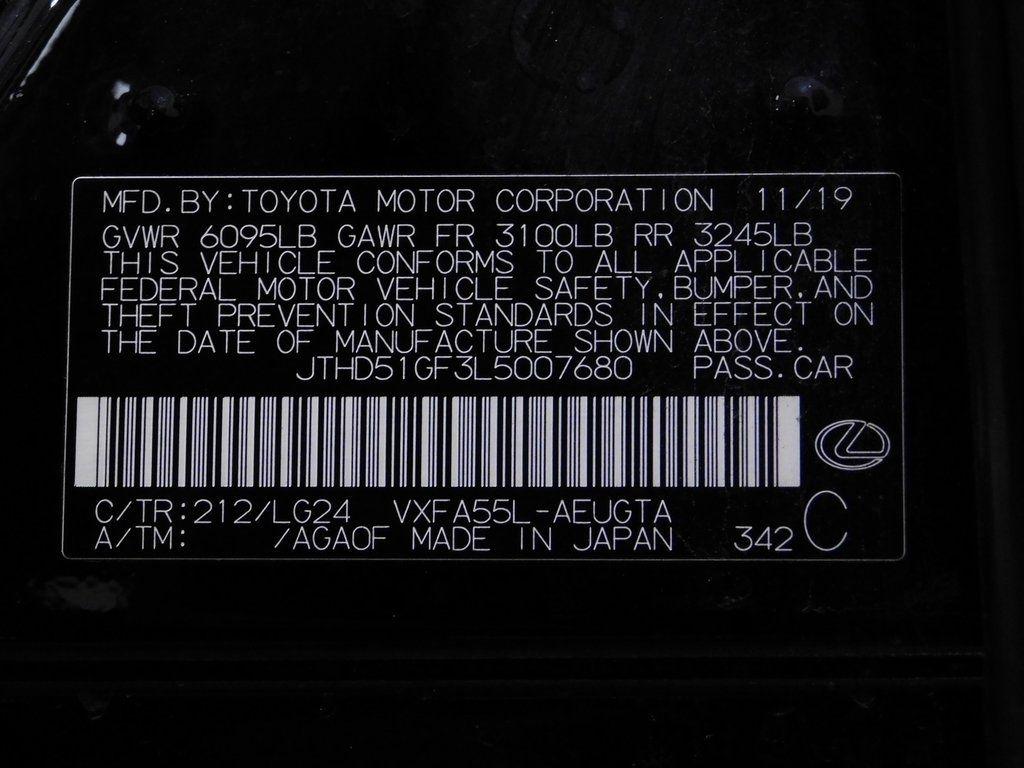 MFD. BY: TOYOTA MOTOR CORPORATION 11/19
GVWR 6095LB GAWR FR 3100LB RR 3245LB
THIS VEHICLE CONFORMS TO ALL APPLICABLE
FEDERAL MOTOR VEHICLE SAFETY, BUMPER, AND
THEFT PREVENTION STANDARDS IN EFFECT ON
THE DATE OF MANUFACTURE SHOWN ABOVE.
JTHD51GF3L5007680 PASS. CAR
C/TR: 212/LG24 VXFA55L-AEUGTA
A/TM: /AGA0F MADE IN JAPAN 342 C